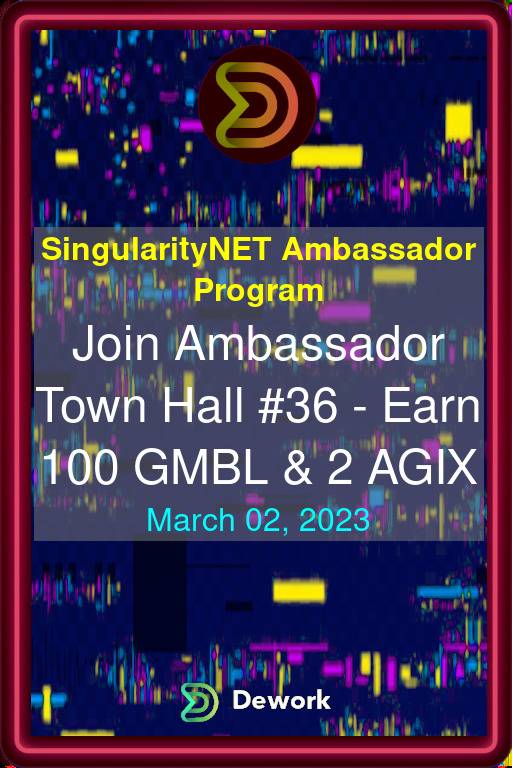 SingularityNET Ambassador
Program
Join Ambassador
Town Hall #36 - Earn
100 GMBL & 2 AGIX
March 02, 2023
Dework